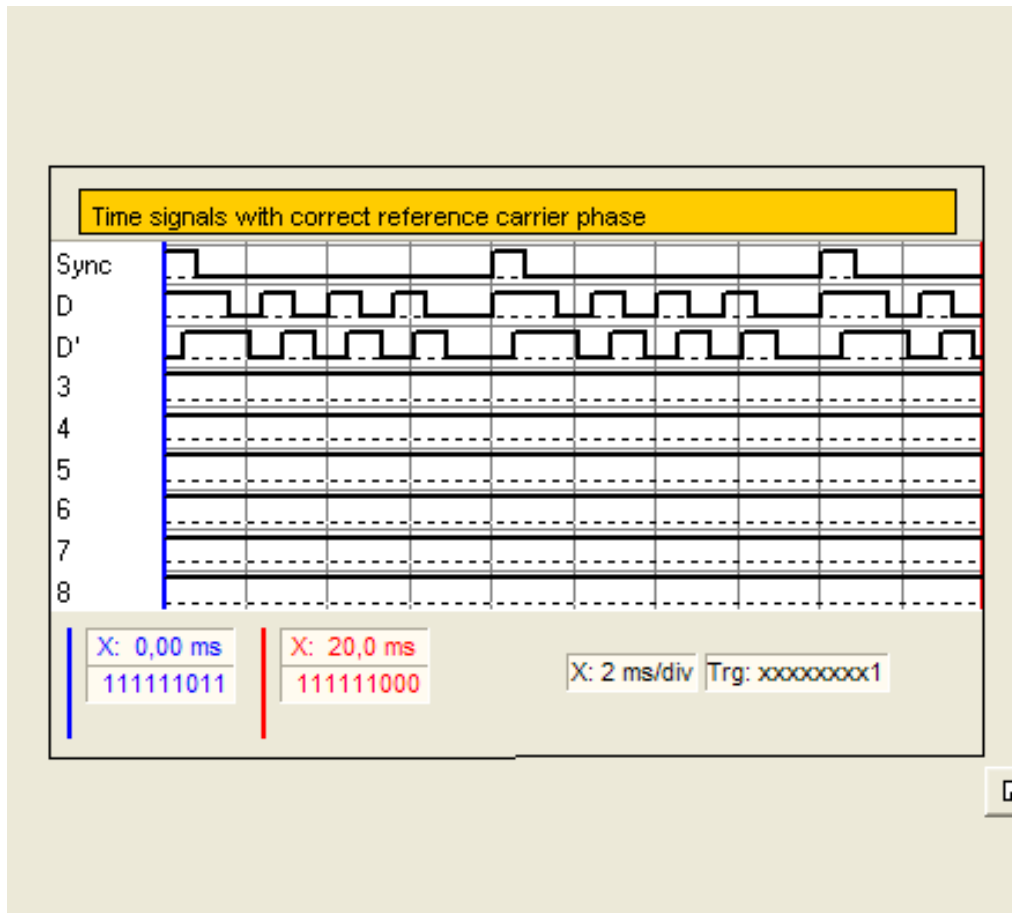 Time signals with correct reference carrier phase
Sync
D
D'
3
4
5
6
7
8
X: 0,00 ms
111111011
X: 20,0 ms
111111000
X: 2 ms/div
Trg: xxxxxxxx1